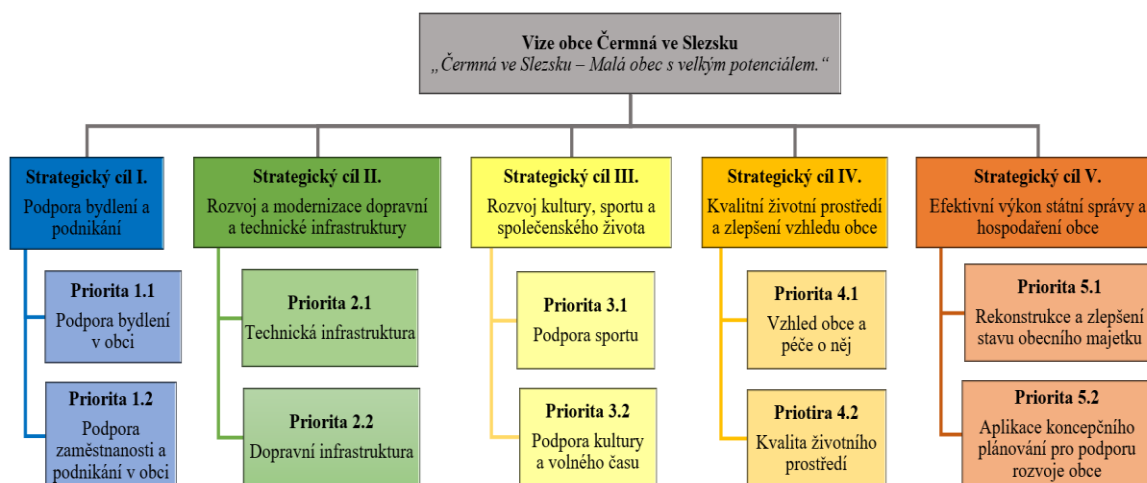 Vize obce Čermná ve Slezsku
„Čermná ve Slezsku – Malá obec s velkým potenciálem.“
Strategický cíl I.
Podpora bydlení a
podnikání
Priorita 1.1
Podpora bydlení
v obci
Priorita 1.2
Podpora
zaměstnanosti a
podnikání v obci
Strategický cíl II.
Rozvoj a modernizace dopravní
a technické infrastruktury
Priorita 2.1
Technická infrastruktura
Priorita 2.2
Dopravní infrastruktura
Strategický cíl III.
Rozvoj kultury, sportu a
společenského života
Priorita 3.1
Podpora sportu
Priorita 3.2
Podpora kultury
a volného času
Strategický cíl IV.
Kvalitní životní prostředí
a zlepšení vzhledu obce
Priorita 4.1
Vzhled obce a
péče o něj
Priotira 4.2
Kvalita životního
prostředí
Strategický cíl V.
Efektivní výkon státní správy a
hospodaření obce
Priorita 5.1
Rekonstrukce a zlepšení
stavu obecního majetku
Priorita 5.2
Aplikace koncepčního
plánování pro podporu
rozvoje obce